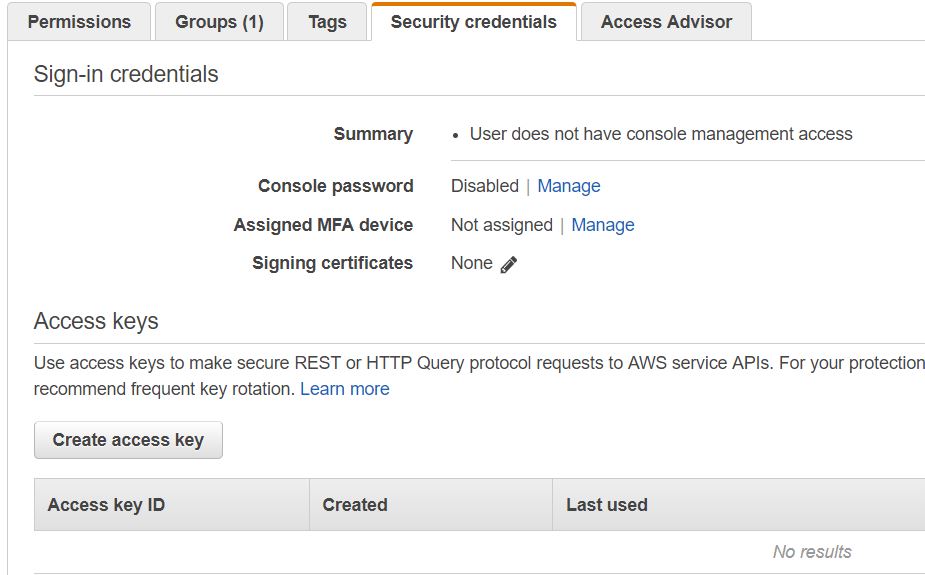 Permissions Groups (1) Tags Security credentials Access Advisor
Sign-in credentials
Summary • User does not have console management access
Console password Disabled | Manage
Assigned MFA device Not assigned | Manage
Signing certificates None
Access keys
Use access keys to make secure REST or HTTP Query protocol requests to AWS service APIs. For your protection
recommend frequent key rotation. Learn more
Create access key
Access key ID Created Last used
No results